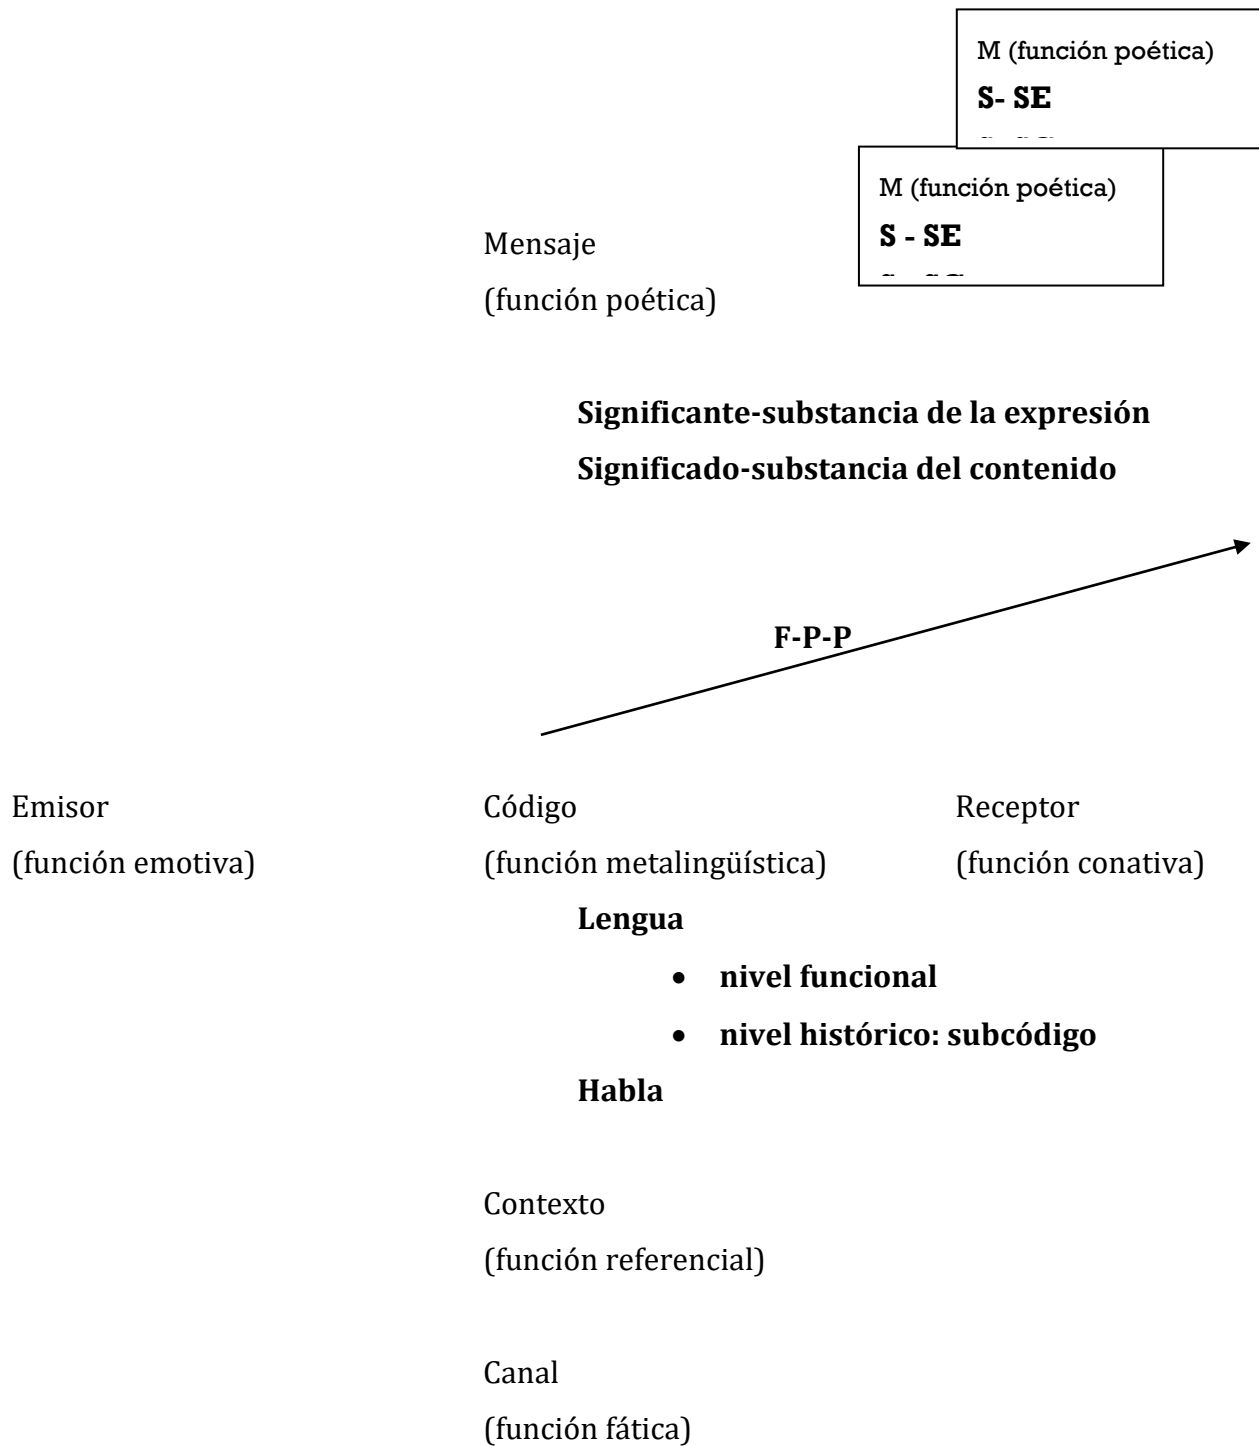 M (función poética)
S- SE
M (función poética)
S - SE
Mensaje
(función poética)
Significante-substancia de la expresión
Significado-substancia del contenido
F-P-P
Emisor Código Receptor
(función emotiva) (función metalingüística) (función conativa)
Lengua
• nivel funcional
• nivel histórico: subcódigo
Habla
Contexto
(función referencial)
Canal
(función fática)